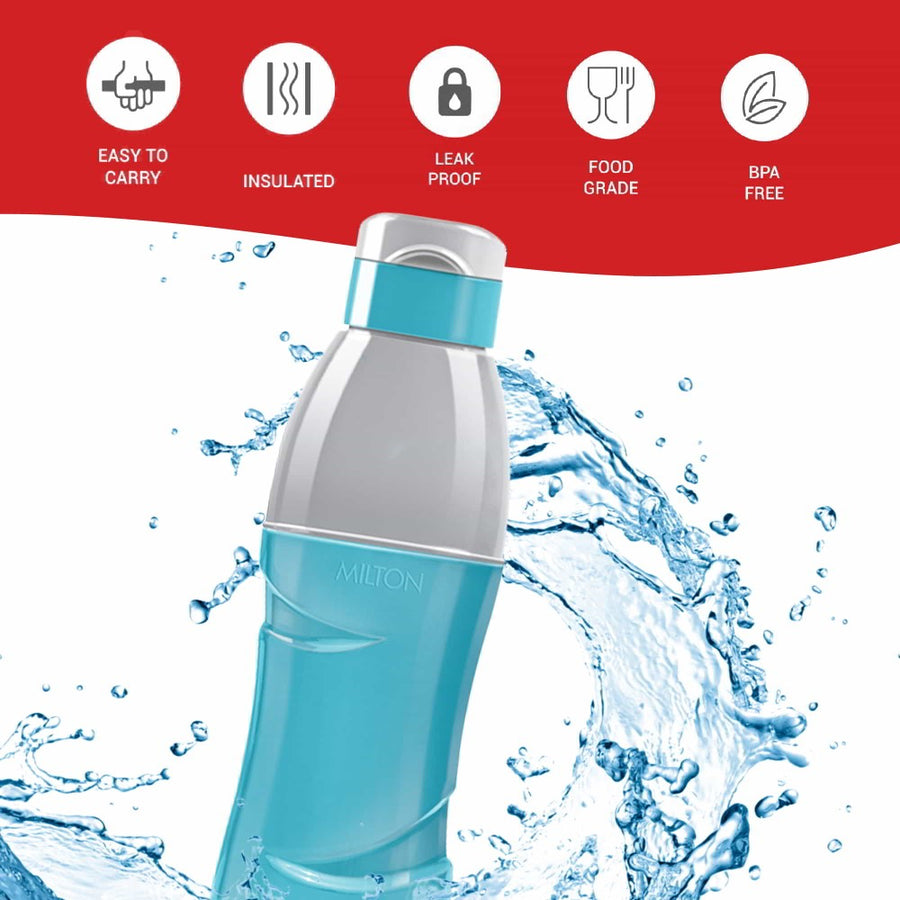 EASY TO
CARRY
INSULATED
LEAK
PROOF
FOOD
GRADE
BPA
FREE
MILTON